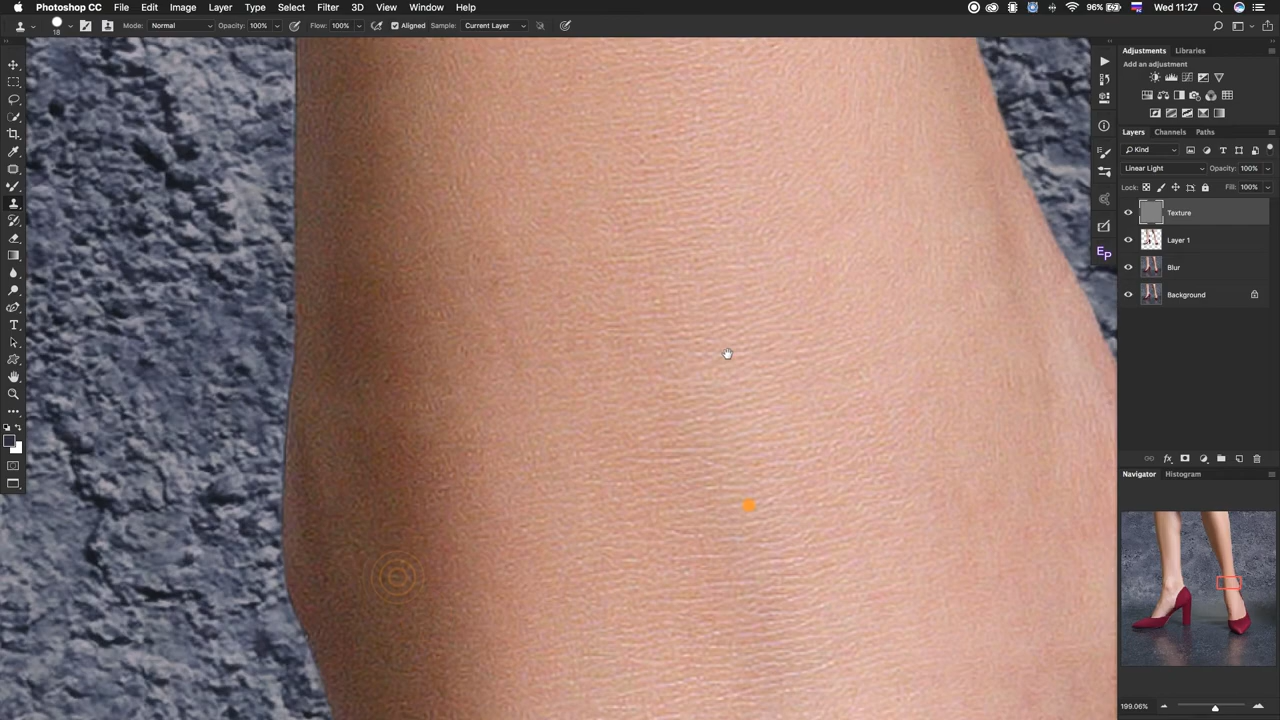 Photoshop CC File Edit Image Layer Type Select Filter 3D View Window Help 96% Wed 11:27
18 Mode: Normal Opacity: 100% Flow: 100% Aligned Sample: Current Layer
Adjustments Libraries
Add an adjustment
Layers Channels Paths
Kind
Linear Light Opacity: 100%
Lock: Fill: 100%
Texture
Layer 1
Blur
Background
EP
Navigator Histogram
199.06%